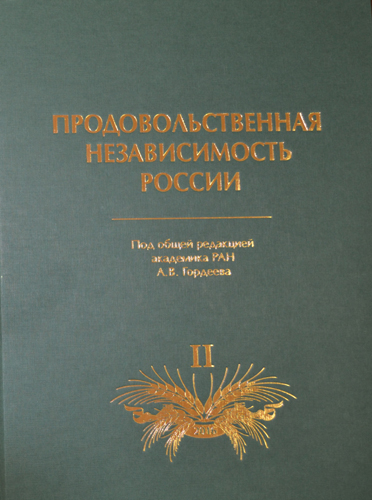 ПРОДОВОЛЬСТВЕННАЯ
НЕЗАВИСИМОСТЬ
РОССИИ
Под общей редакцией
академика РАН
А.В. Гордеева
II